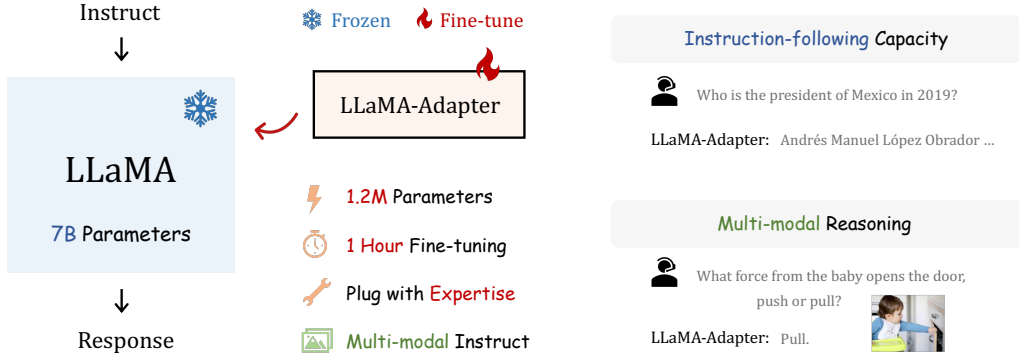 Instruct
LLaMA
7B Parameters
Response
Frozen
Fine-tune
LLaMA-Adapter
1.2M Parameters
1 Hour Fine-tuning
Plug with Expertise
Multi-modal Instruct
Instruction-following Capacity
Who is the president of Mexico in 2019?
LLaMA-Adapter: Andrés Manuel López Obrador ...
Multi-modal Reasoning
What force from the baby opens the door,
push or pull?
LLaMA-Adapter: Pull.